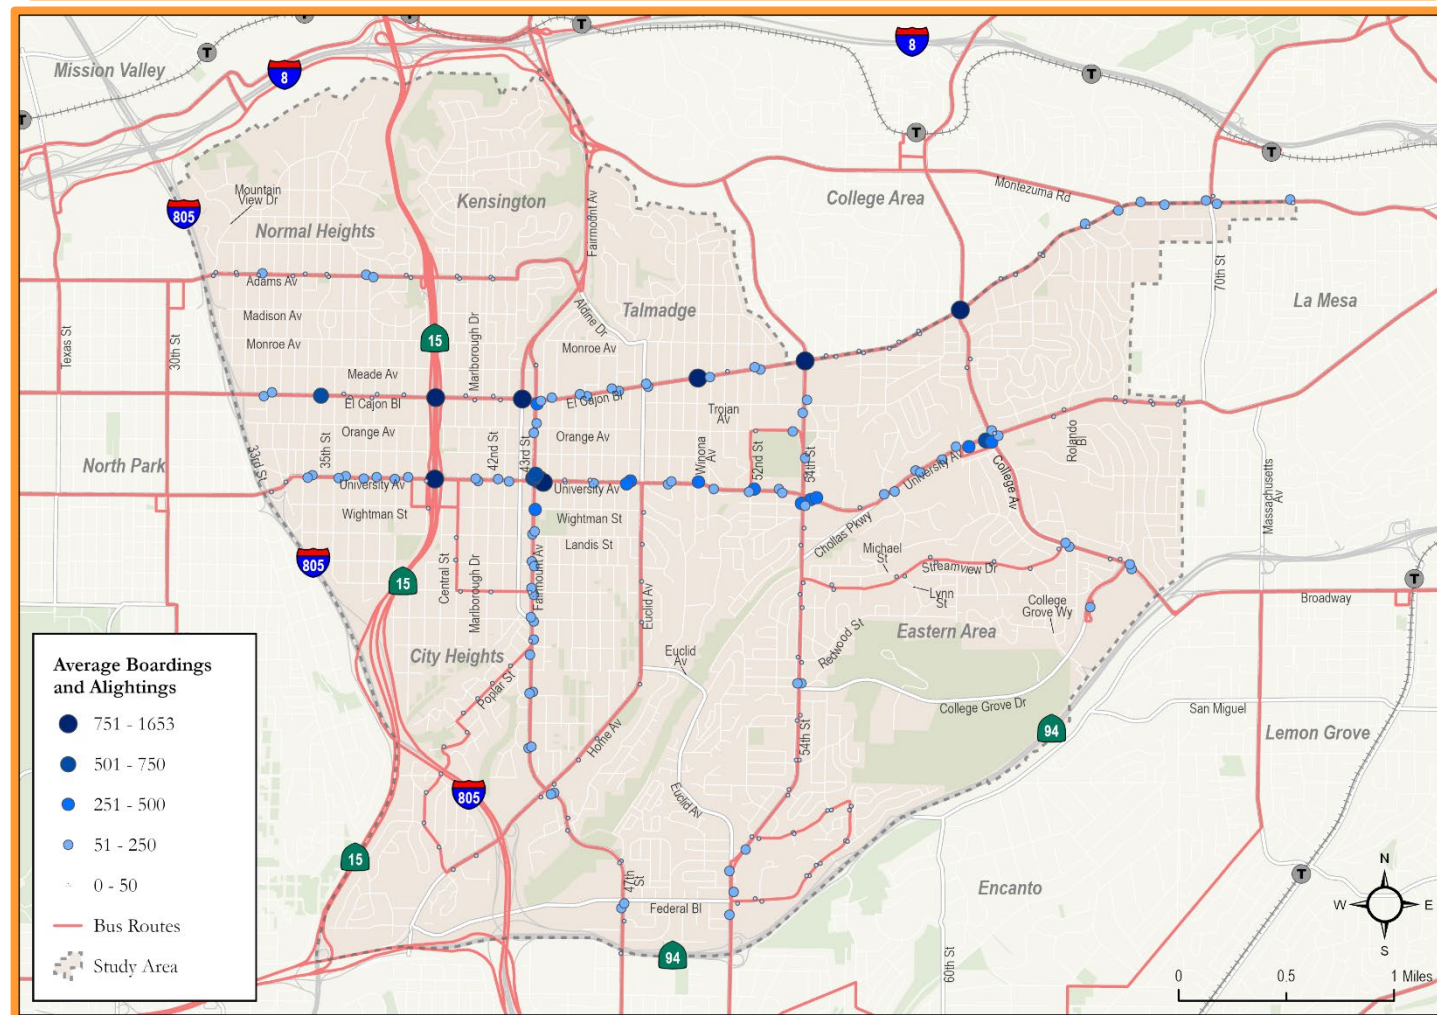 T
T
T
T
8
8
Mission Valley
T
T
T
Mountain
View Dr
805
Kensington
Fairmount Av
College Area
Montezuma Rd
Normal Heights
Adams Av
70th St
La Mesa
Talmadge
Aldine Dr
Madison Av
Monroe Av
15
Marlborough Dr
Monroe Av
Texas St
30th St
Meade Av
El Cajon Bl
El Cajon Bl
Trojan
Av
Orange Av
Orange Av
33rd St
35th St
42nd St
43rd St
Winona
Av
52nd St
54th St
University Av
College Av
Rolando
Bl
Massachusetts
Av
North Park
University Av
University Av
Wightman St
Wightman St
Landis St
Chollas Pkwy
Michael
St
Streamview Dr
Lynn
St
805
15
Central St
Marlborough Dr
Fairmount Av
Euclid Av
College
Grove Wy
Broadway
T
Eastern Area
Redwood St
City Heights
Euclid
Av
Poplar St
College Grove Dr
San Miguel
Lemon Grove
94
Home Av
54th St
805
Euclid Av
15
47th
St
Federal Bl
94
60th St
Encanto
T
Average Boardings
and Alightings
751 - 1653
501 - 750
251 - 500
51 - 250
0 - 50
Bus Routes
Study Area
N
W E
S
0 0.5 1 Miles